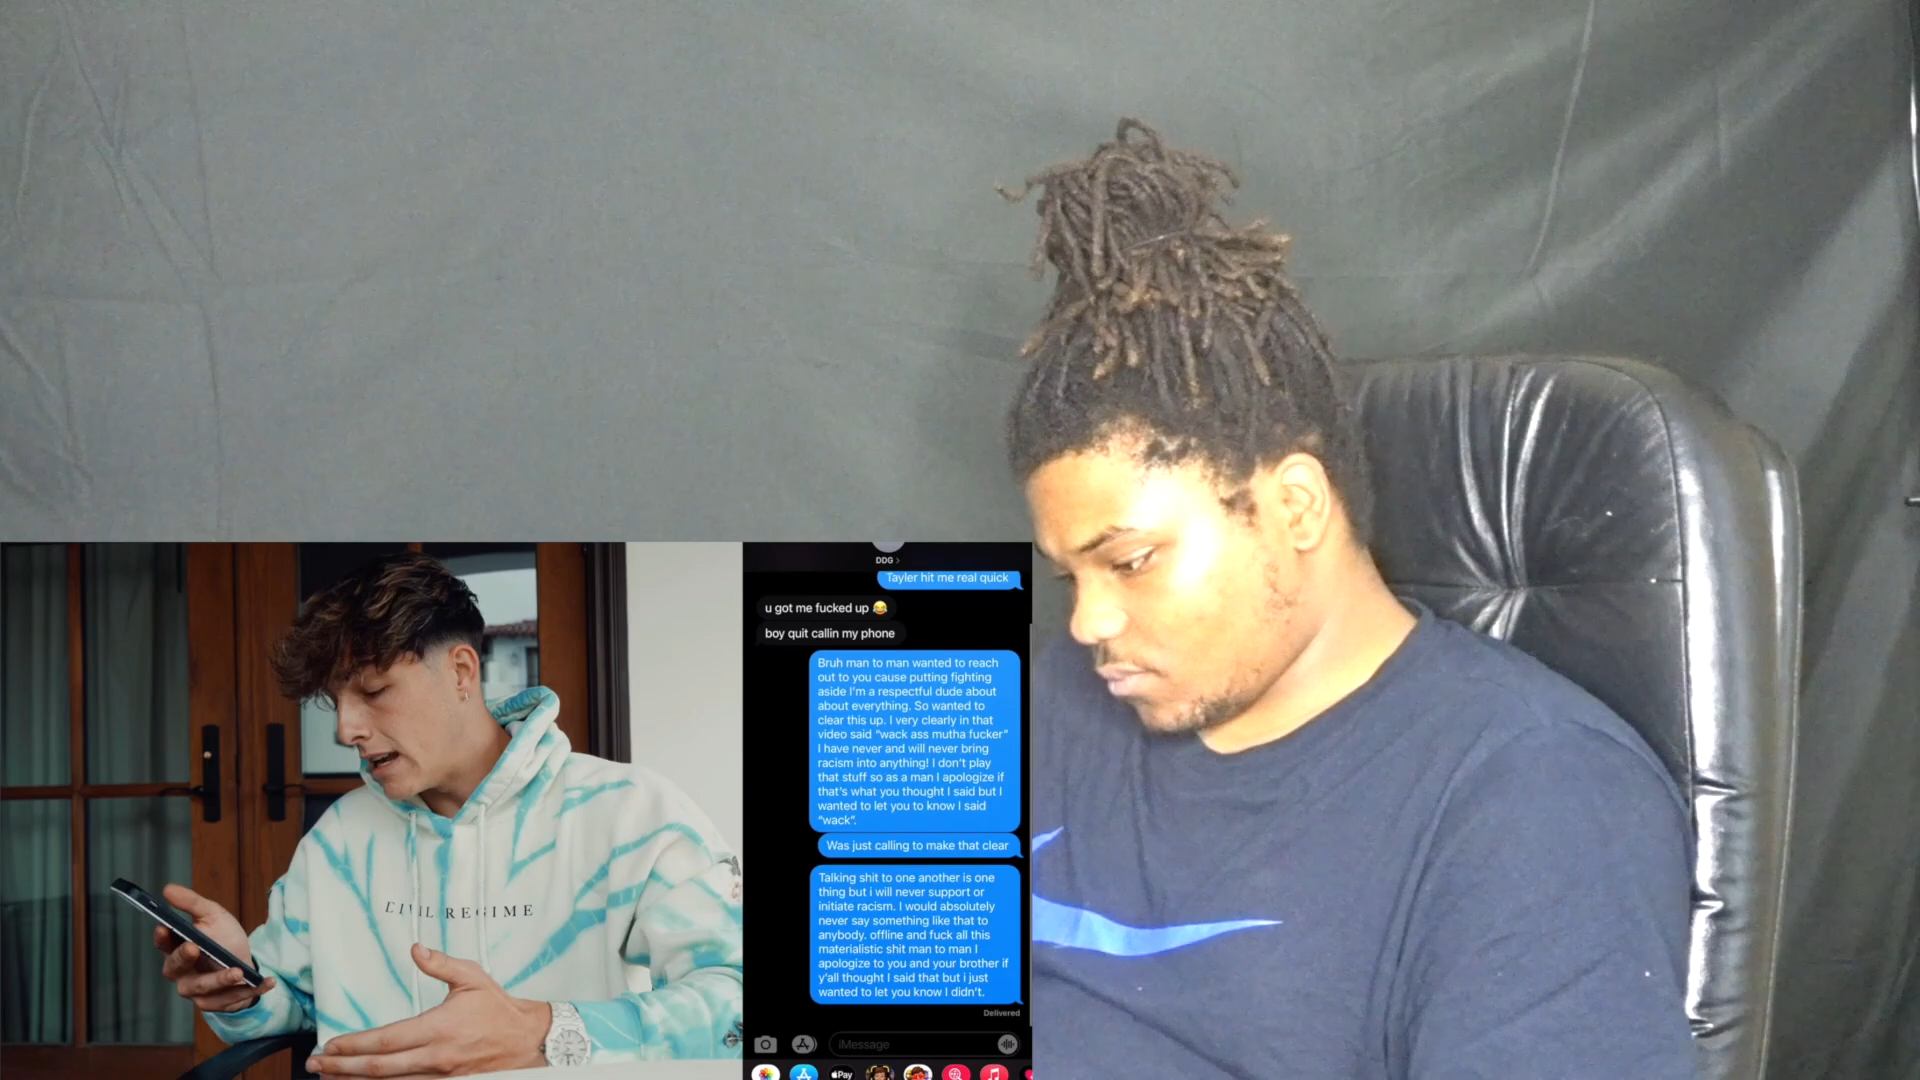 DDG >
Tayler hit me real quick
u got me fucked up 😂
boy quit callin my phone
Bruh man to man wanted to reach
out to you cause putting fighting
aside I'm a respectful dude about
about everything. So wanted to
clear this up. I very clearly in that
video said “wack ass mutha fucker”
I have never and will never bring
racism into anything! I don't play
that stuff so as a man I apologize if
that's what you thought I said but I
wanted to let you to know I said
“wack”.
Was just calling to make that clear
Talking shit to one another is one
thing but i will never support or
initiate racism. I would absolutely
never say something like that to
anybody. offline and fuck all this
materialistic shit man to man I
apologize to you and your brother if
y'all thought I said that but i just
wanted to let you know I didn't.
Delivered
iMessage
Pay
CIVIL REGIME